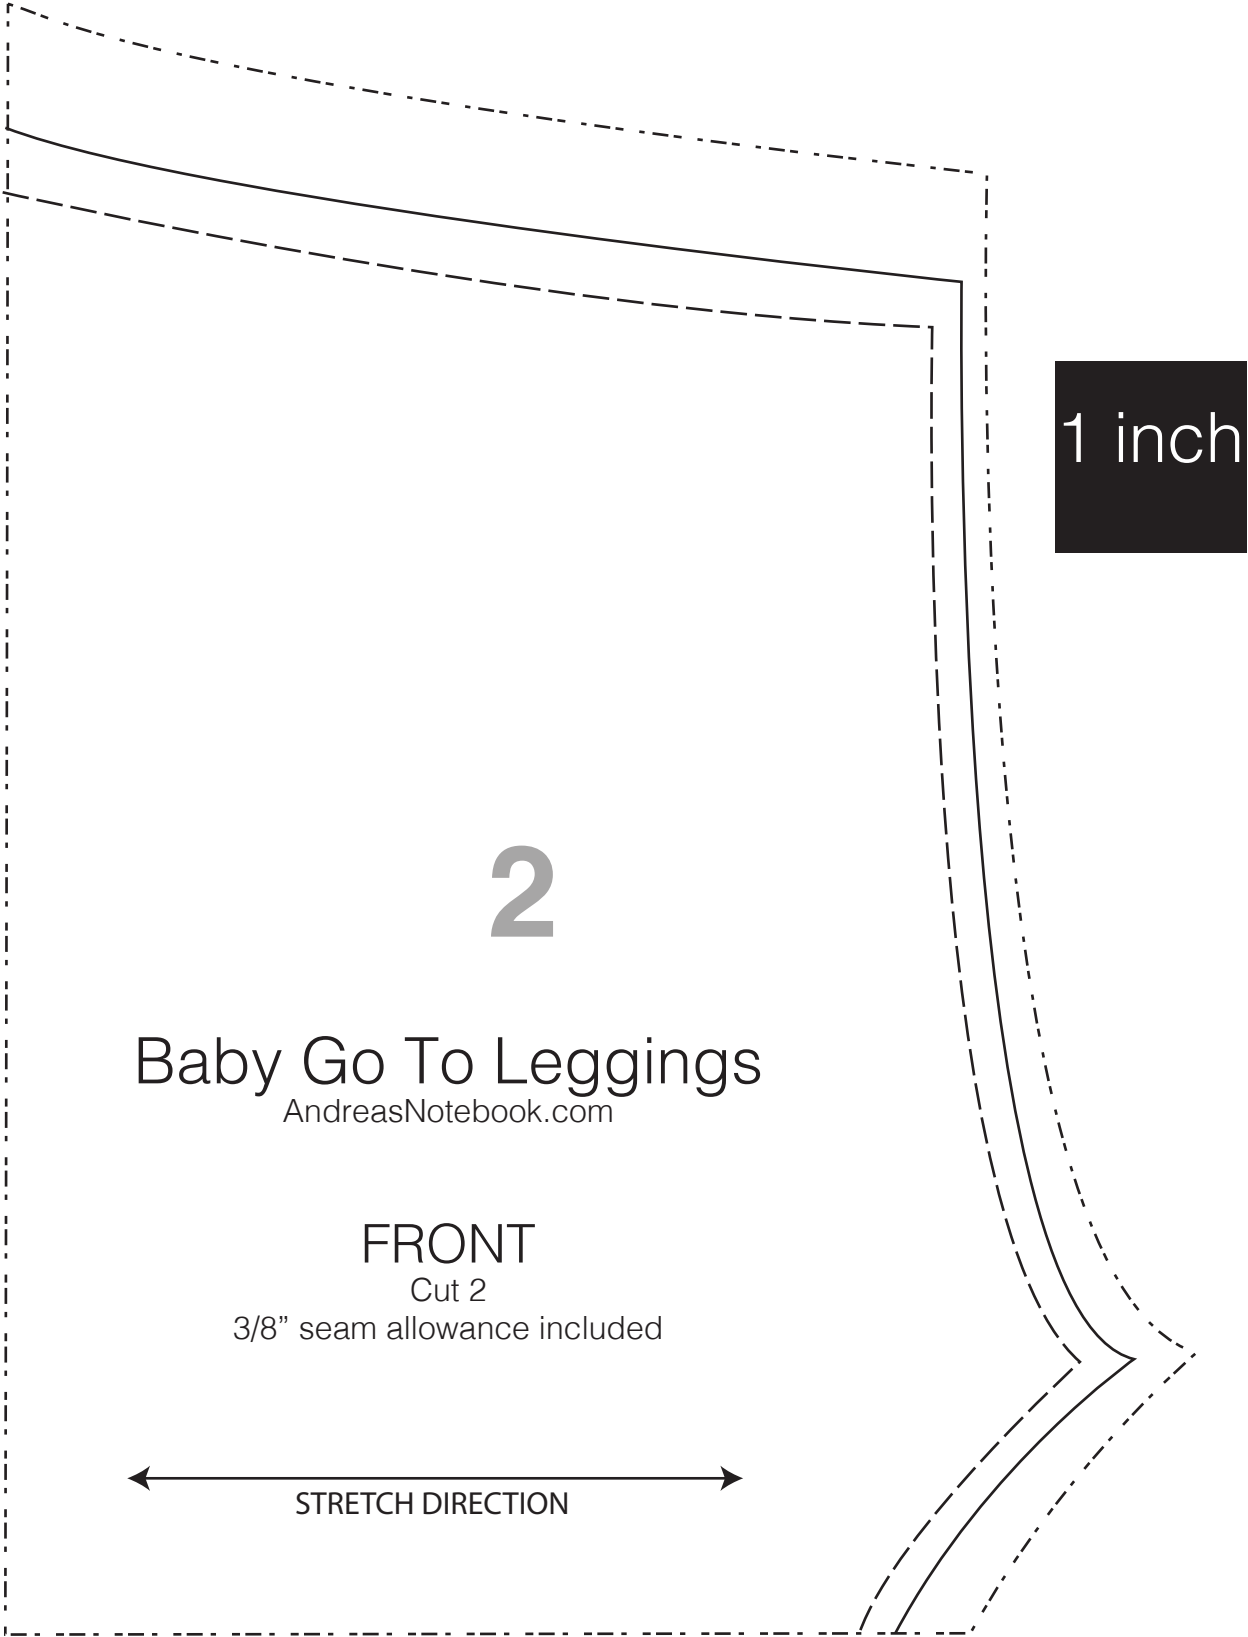 1 inch
2
Baby Go To Leggings
AndreasNotebook.com
FRONT
Cut 2
3/8” seam allowance included
STRETCH DIRECTION